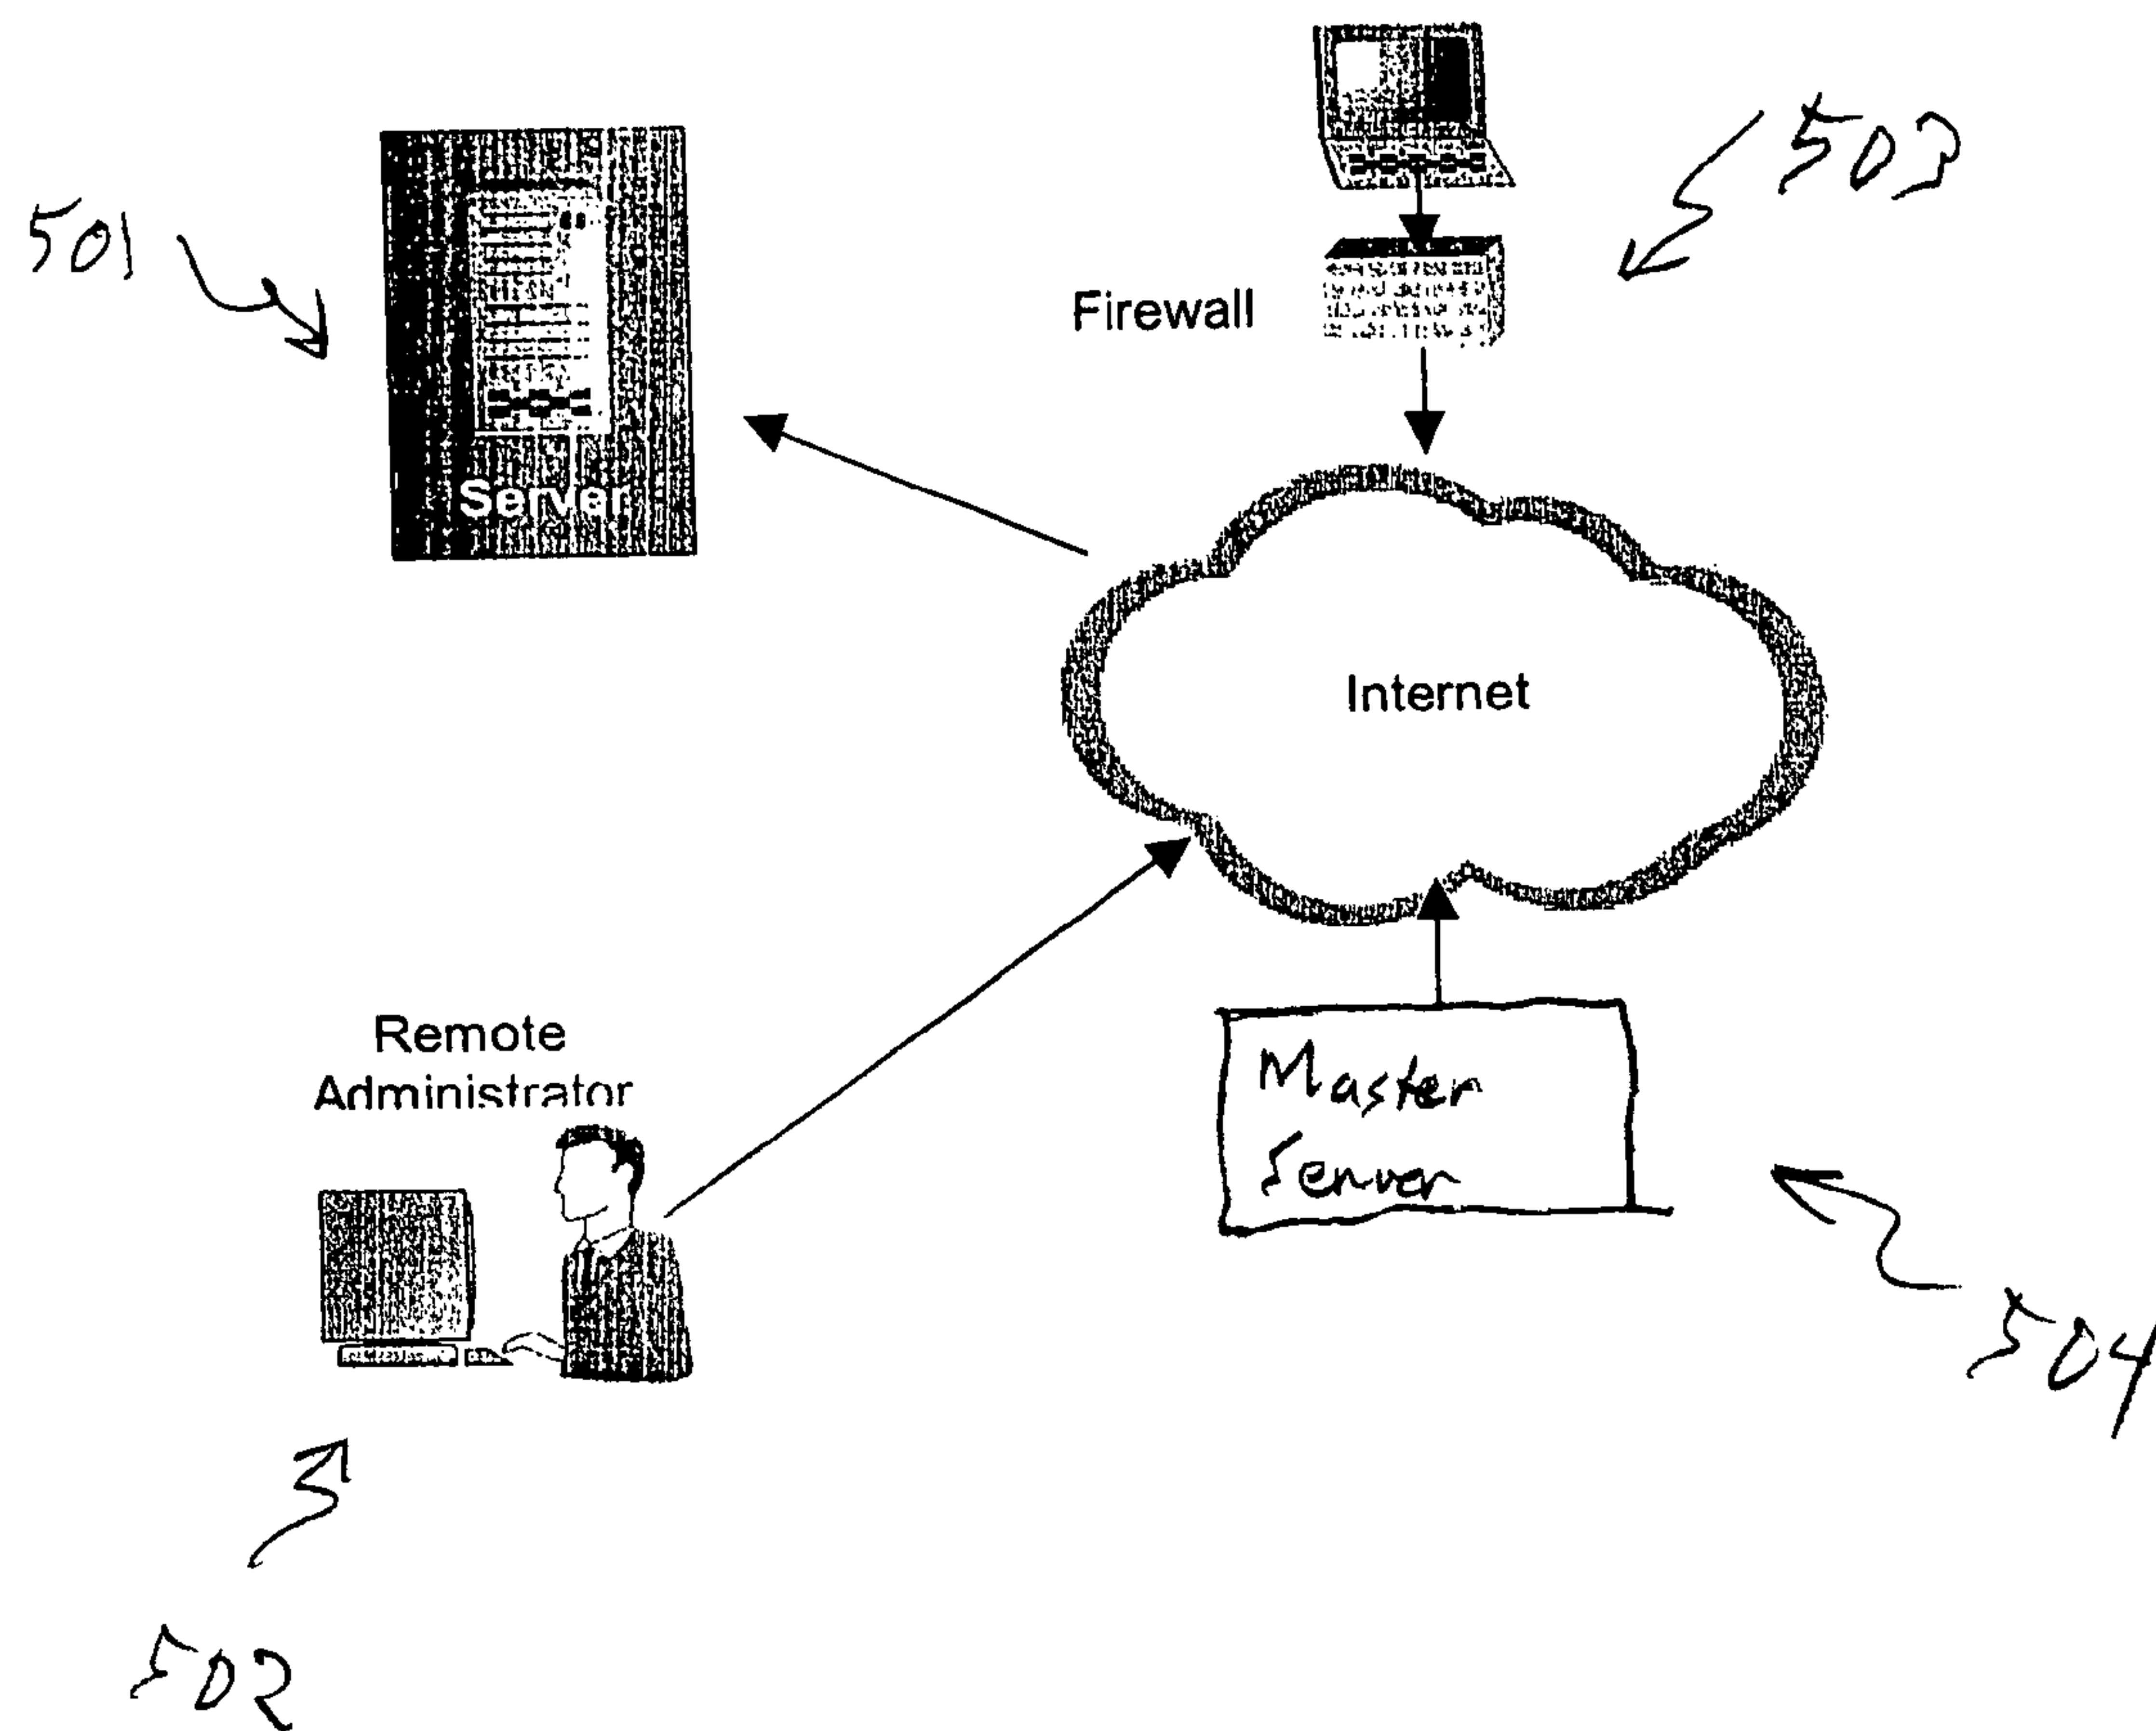 503
501
Firewall
Server
Internet
Remote
Administrator
Master
Server
504
502